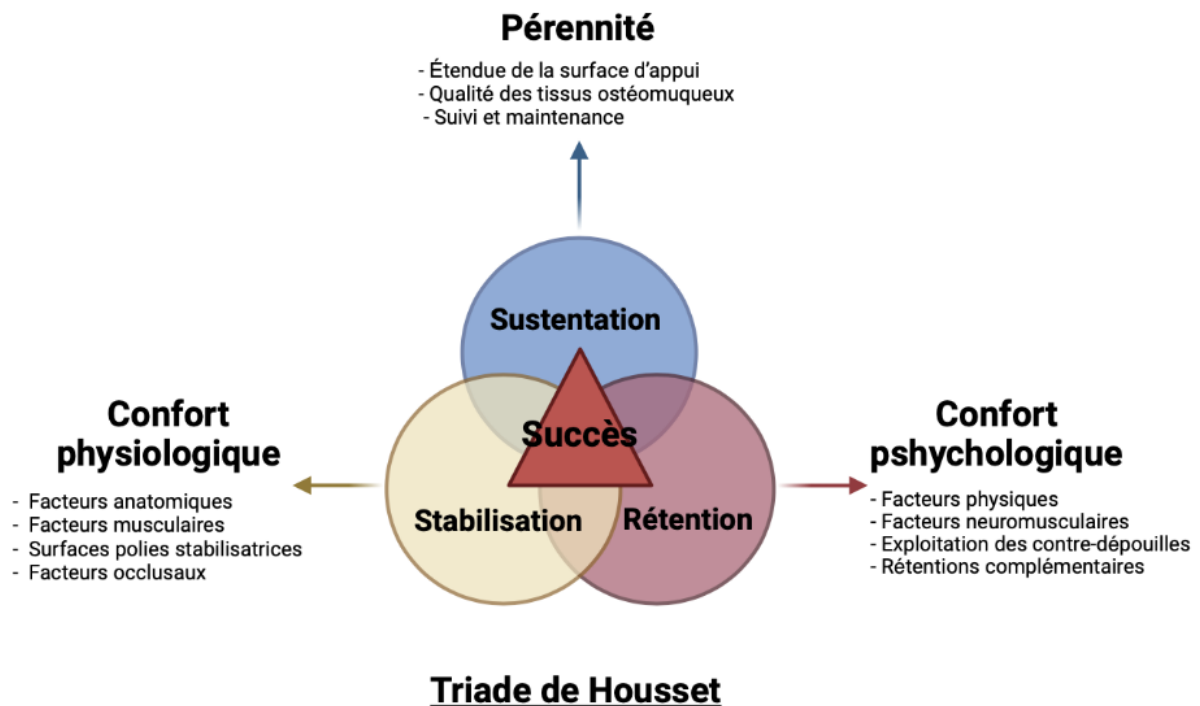 Pérennité
- Étendue de la surface d'appui
- Qualité des tissus ostéomuqueux
- Suivi et maintenance
Sustentation
Succès
Stabilisation
Rétention
Confort
physiologique
- Facteurs anatomiques
- Facteurs musculaires
- Surfaces polies stabilisatrices
- Facteurs occlusaux
Confort
pshychologique
- Facteurs physiques
- Facteurs neuromusculaires
- Exploitation des contre-dépouilles
- Rétentions complémentaires
Triade de Housset